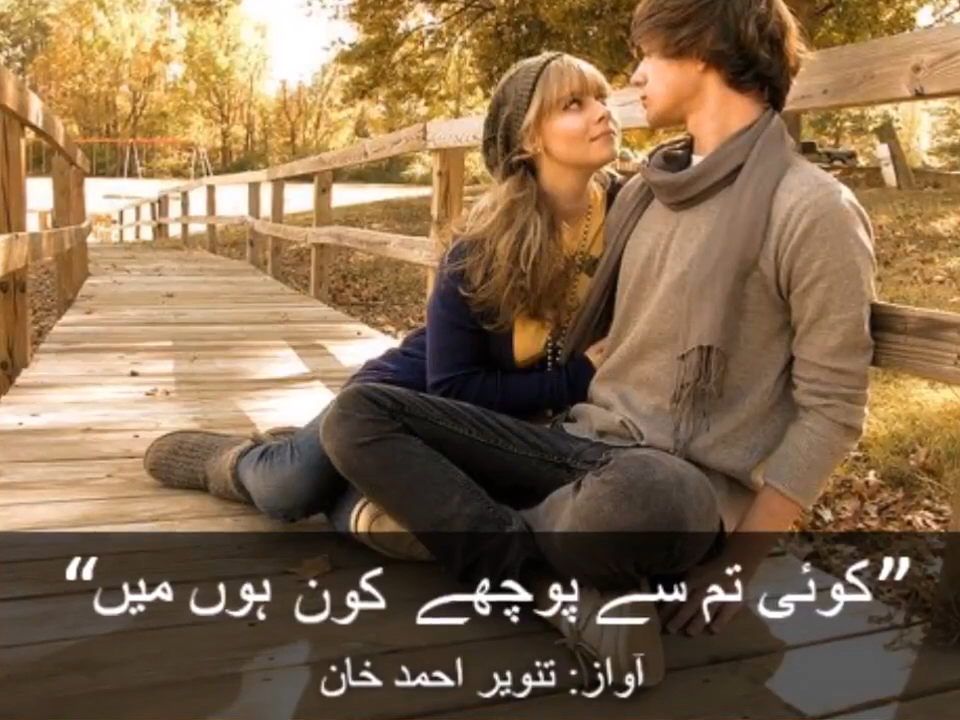 ”کوئی تم سے پوچھے کون ہوں میں“
آواز: تنویر احمد خان